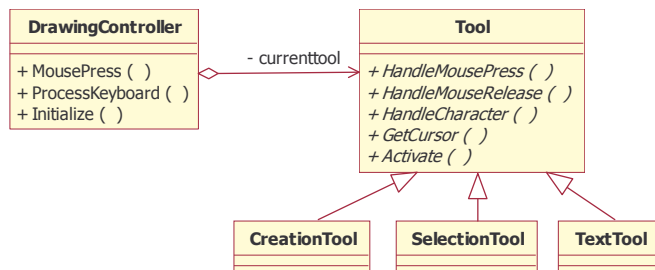 DrawingController
+ MousePress ( )
+ ProcessKeyboard ( )
+ Initialize ( )
- currenttool
Tool
+ HandleMousePress ( )
+ HandleMouseRelease ( )
+ HandleCharacter ( )
+ GetCursor ( )
+ Activate ( )
CreationTool
SelectionTool
TextTool